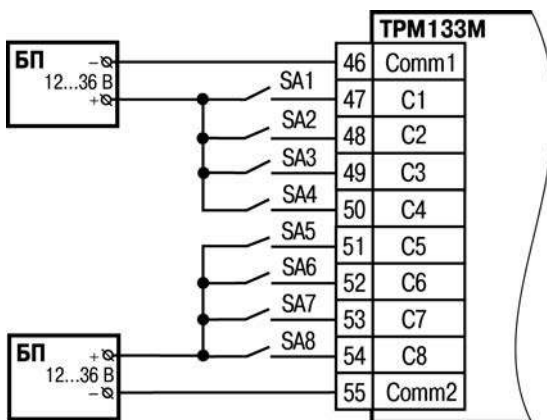 ТРМ133М
БП
12...36 В
–
+
46 Comm1
SA1 47 C1
SA2 48 C2
SA3 49 C3
SA4 50 C4
SA5 51 C5
SA6 52 C6
SA7 53 C7
SA8 54 C8
БП
12...36 В
+
–
55 Comm2